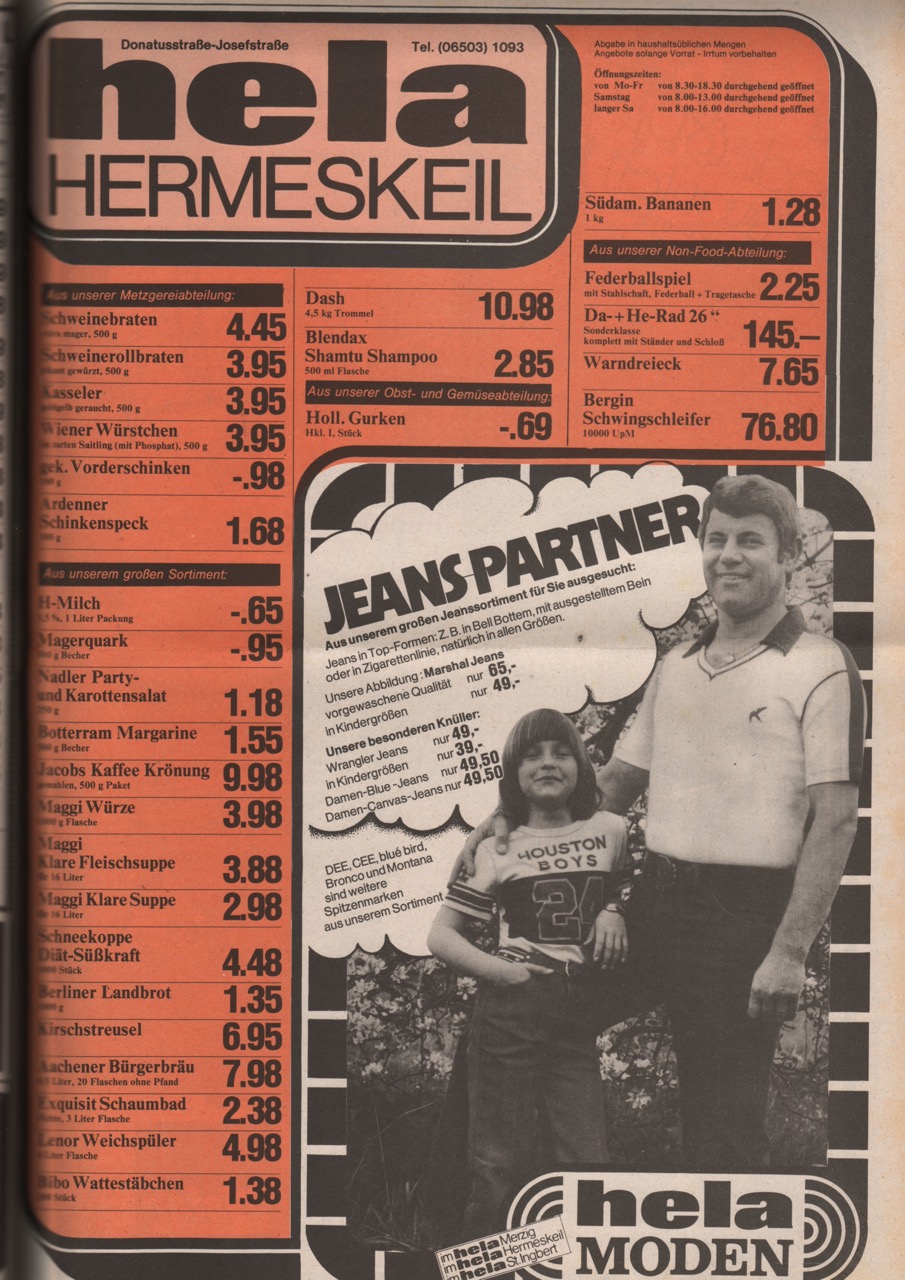 Donatusstraße-Josefstraße
Tel. (06503) 1093
hela
HERMESKEIL
Abgabe in haushaltsüblichen Mengen
Angebote solange Vorrat - Irrtum vorbehalten
Öffnungszeiten:
von Mo-Fr von 8.30-18.30 durchgehend geöffnet
Samstag von 8.00-13.00 durchgehend geöffnet
langer Sa von 8.00-16.00 durchgehend geöffnet
Aus unserer Metzgereiabteilung:
Schweinebraten 4.45
mager, 500 g
Schweinerollbraten 3.95
gewürzt, 500 g
Kasseler 3.95
geraucht, 500 g
Wiener Würstchen 3.95
zarten Saitling (mit Phosphat), 500 g
gek. Vorderschinken -.98
g
Ardenner
Schinkenspeck 1.68
g
Aus unserem großen Sortiment:
H-Milch -.65
%, 1 Liter Packung
Magerquark -.95
g Becher
Nadler Party-
und Karottensalat 1.18
g
Botterram Margarine 1.55
g Becher
Jacobs Kaffee Krönung 9.98
gemahlen, 500 g Paket
Maggi Würze 3.98
g Flasche
Maggi
Klare Fleischsuppe 3.88
für 16 Liter
Maggi Klare Suppe 2.98
für 16 Liter
Schneekoppe
Diät-Süßkraft 4.48
Stück
Berliner Landbrot 1.35
g
Kirschstreusel 6.95
Aachener Bürgerbräu 7.98
Liter, 20 Flaschen ohne Pfand
Exquisit Schaumbad 2.38
3 Liter Flasche
Lenor Weichspüler 4.98
Liter Flasche
Bibo Wattestäbchen 1.38
Stück
Dash 10.98
4,5 kg Trommel
Blendax
Shamtu Shampoo 2.85
500 ml Flasche
Aus unserer Obst- und Gemüseabteilung:
Holl. Gurken -.69
Hkl. I, Stück
Südam. Bananen 1.28
1 kg
Aus unserer Non-Food-Abteilung:
Federballspiel 2.25
mit Stahlschaft, Federball + Tragetasche
Da-+He-Rad 26 “ 145.–
Sonderklasse
komplett mit Ständer und Schloß
Warndreieck 7.65
Bergin
Schwingschleifer 76.80
10000 UpM
JEANS PARTNER
Aus unserem großen Jeanssortiment für Sie ausgesucht:
Jeans in Top-Formen: Z. B. in Bell Bottem, mit ausgestelltem Bein
oder in Zigarettenlinie, natürlich in allen Größen.
Unsere Abbildung: Marshal Jeans
vorgewaschene Qualität nur 65,-
in Kindergrößen nur 49,-
Unsere besonderen Knüller:
Wrangler Jeans nur 49,-
in Kindergrößen nur 39,-
Damen-Blue-Jeans nur 49,50
Damen-Canvas-Jeans nur 49,50
DEE, CEE, blué bird,
Bronco und Montana
sind weitere
Spitzenmarken
aus unserem Sortiment
HOUSTON
BOYS
24
im hela Merzig
im hela Hermeskeil
im hela St. Ingbert
hela
MODEN